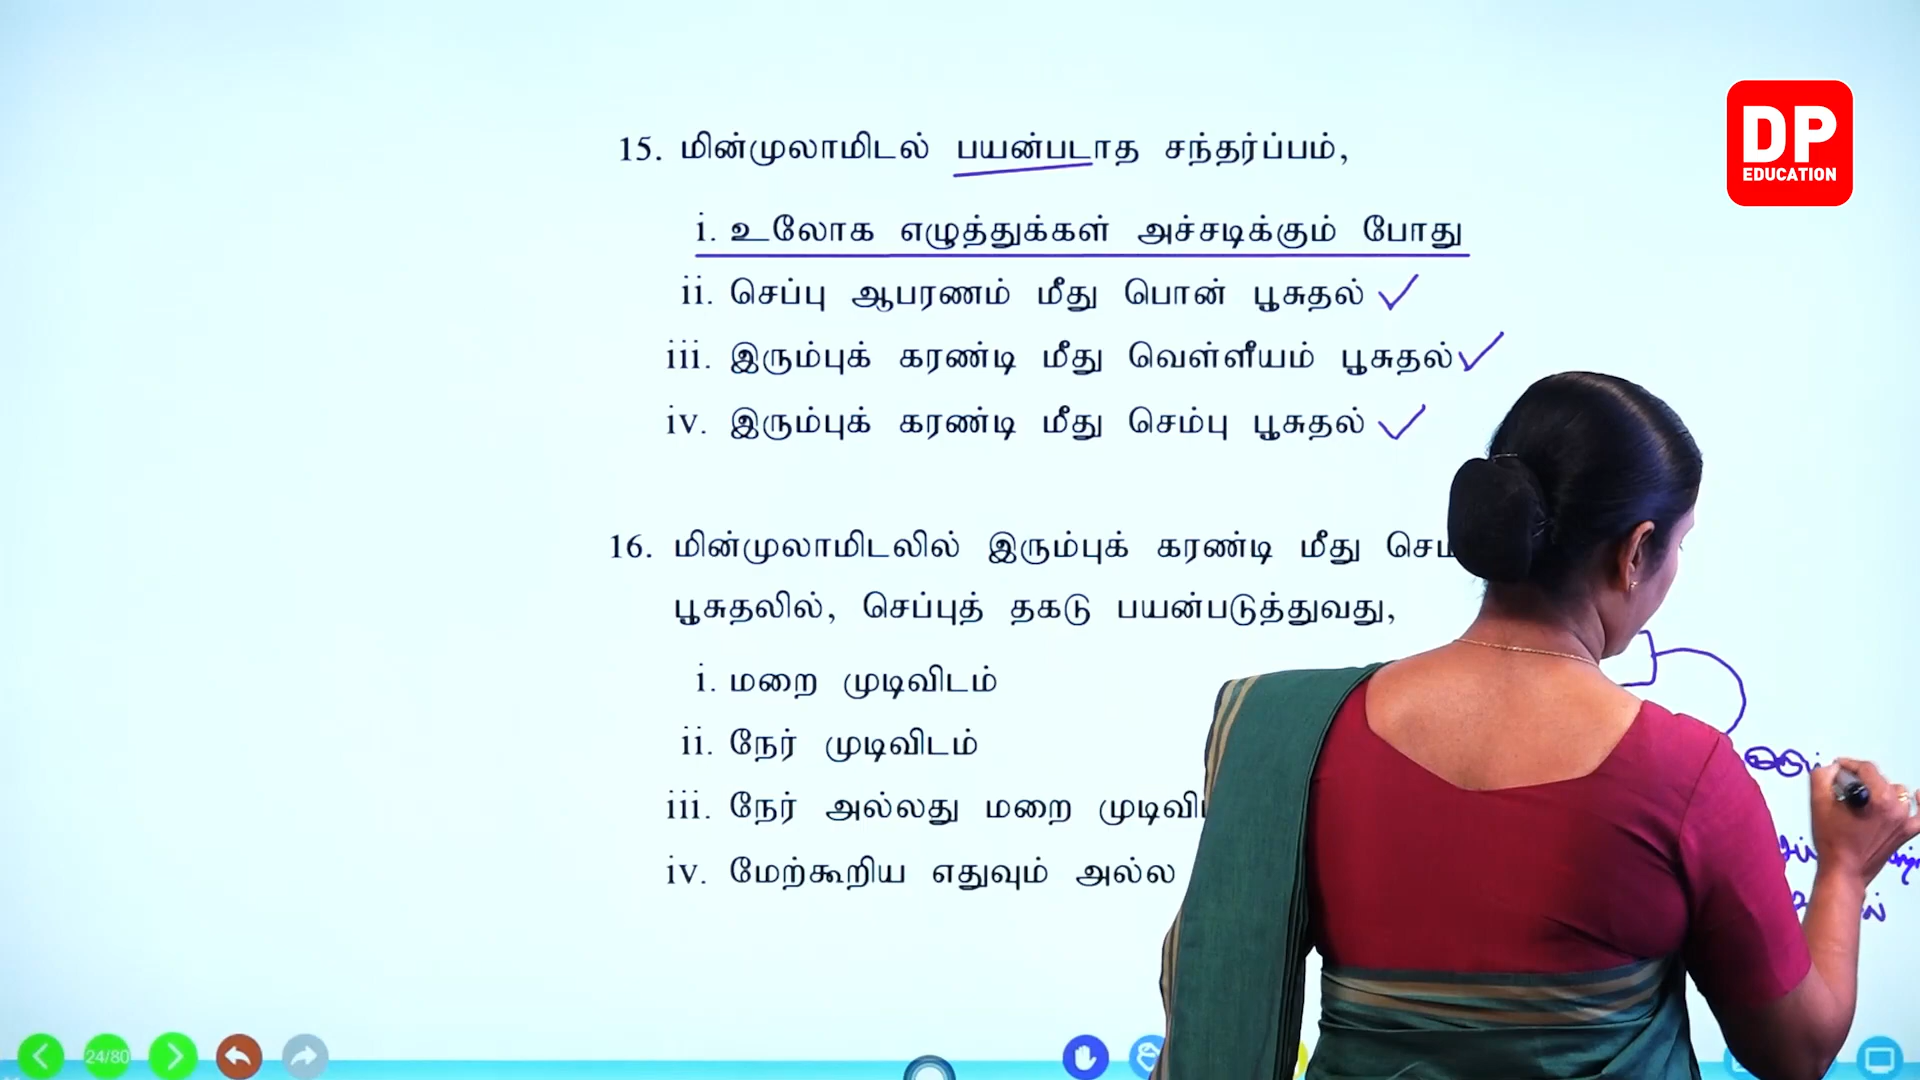 DP
EDUCATION
15. மின்முலாமிடல் பயன்படாத சந்தர்ப்பம்,
i. உலோக எழுத்துக்கள் அச்சடிக்கும் போது
ii. செப்பு ஆபரணம் மீது பொன் பூசுதல்
iii. இரும்புக் கரண்டி மீது வெள்ளீயம் பூசுதல்
iv. இரும்புக் கரண்டி மீது செம்பு பூசுதல்
16. மின்முலாமிடலில் இரும்புக் கரண்டி மீது
பூசுதலில், செப்புத் தகடு பயன்படுத்துவது,
i. மறை முடிவிடம்
ii. நேர் முடிவிடம்
iii. நேர் அல்லது மறை
iv. மேற்கூறிய எதுவும் அல்ல
24/80